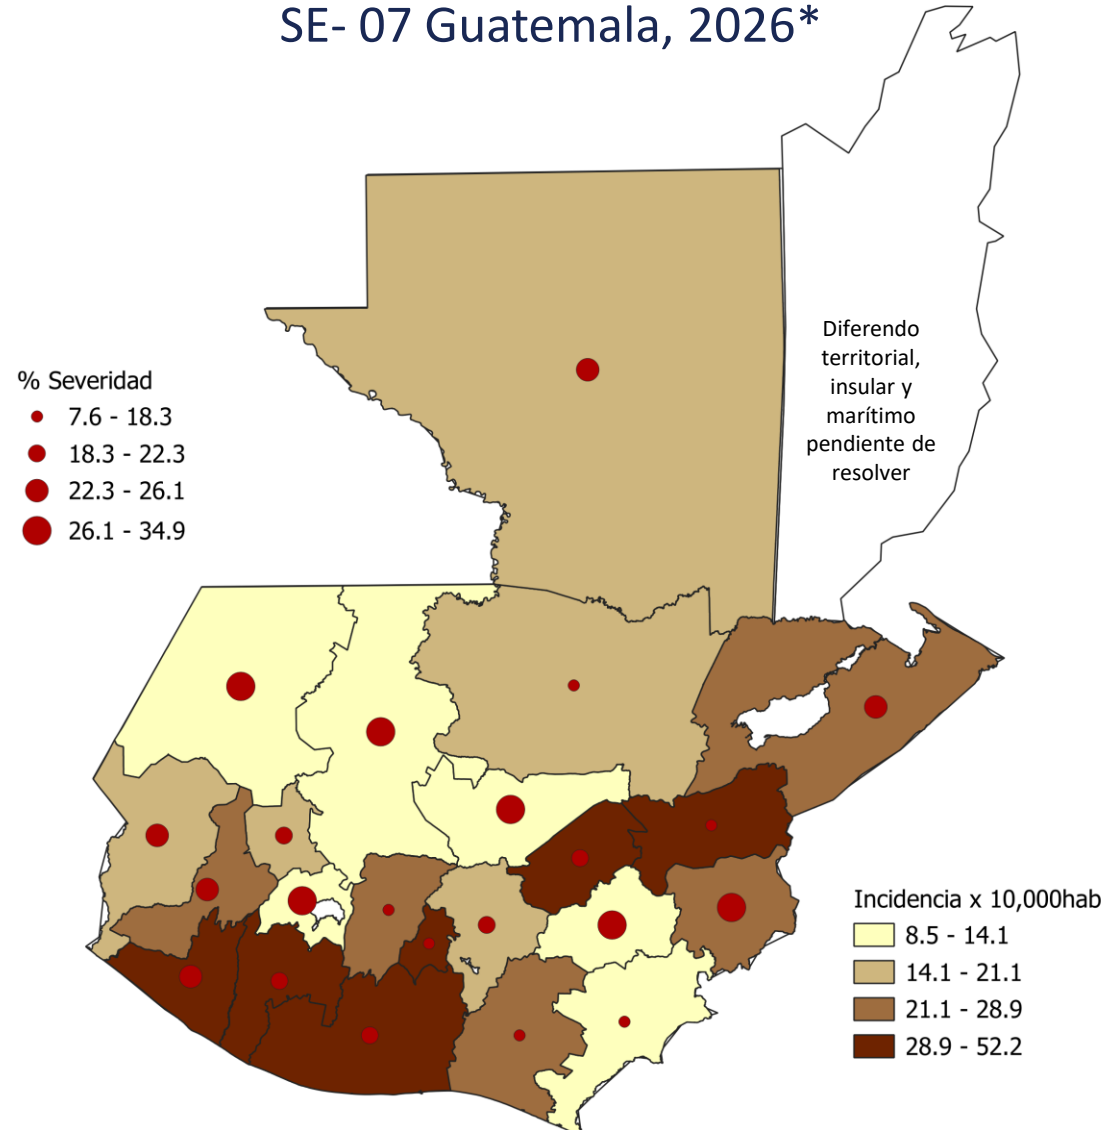 SE- 07 Guatemala, 2026*
Diferendo
territorial,
insular y
marítimo
pendiente de
resolver
% Severidad
7.6 - 18.3
18.3 - 22.3
22.3 - 26.1
26.1 - 34.9
Incidencia x 10,000hab
8.5 - 14.1
14.1 - 21.1
21.1 - 28.9
28.9 - 52.2